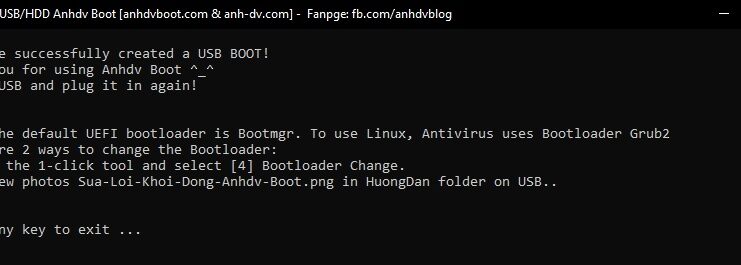 USB/HDD Anhdv Boot [anhdvboot.com & anh-dv.com] - Fanpge: fb.com/anhdvblog
e successfully created a USB BOOT!
ou for using Anhdv Boot ^_^
USB and plug it in again!
he default UEFI bootloader is Bootmgr. To use Linux, Antivirus uses Bootloader Grub2
re 2 ways to change the Bootloader:
the 1-click tool and select [4] Bootloader Change.
ew photos Sua-Loi-Khoi-Dong-Anhdv-Boot.png in HuongDan folder on USB..
ny key to exit ...